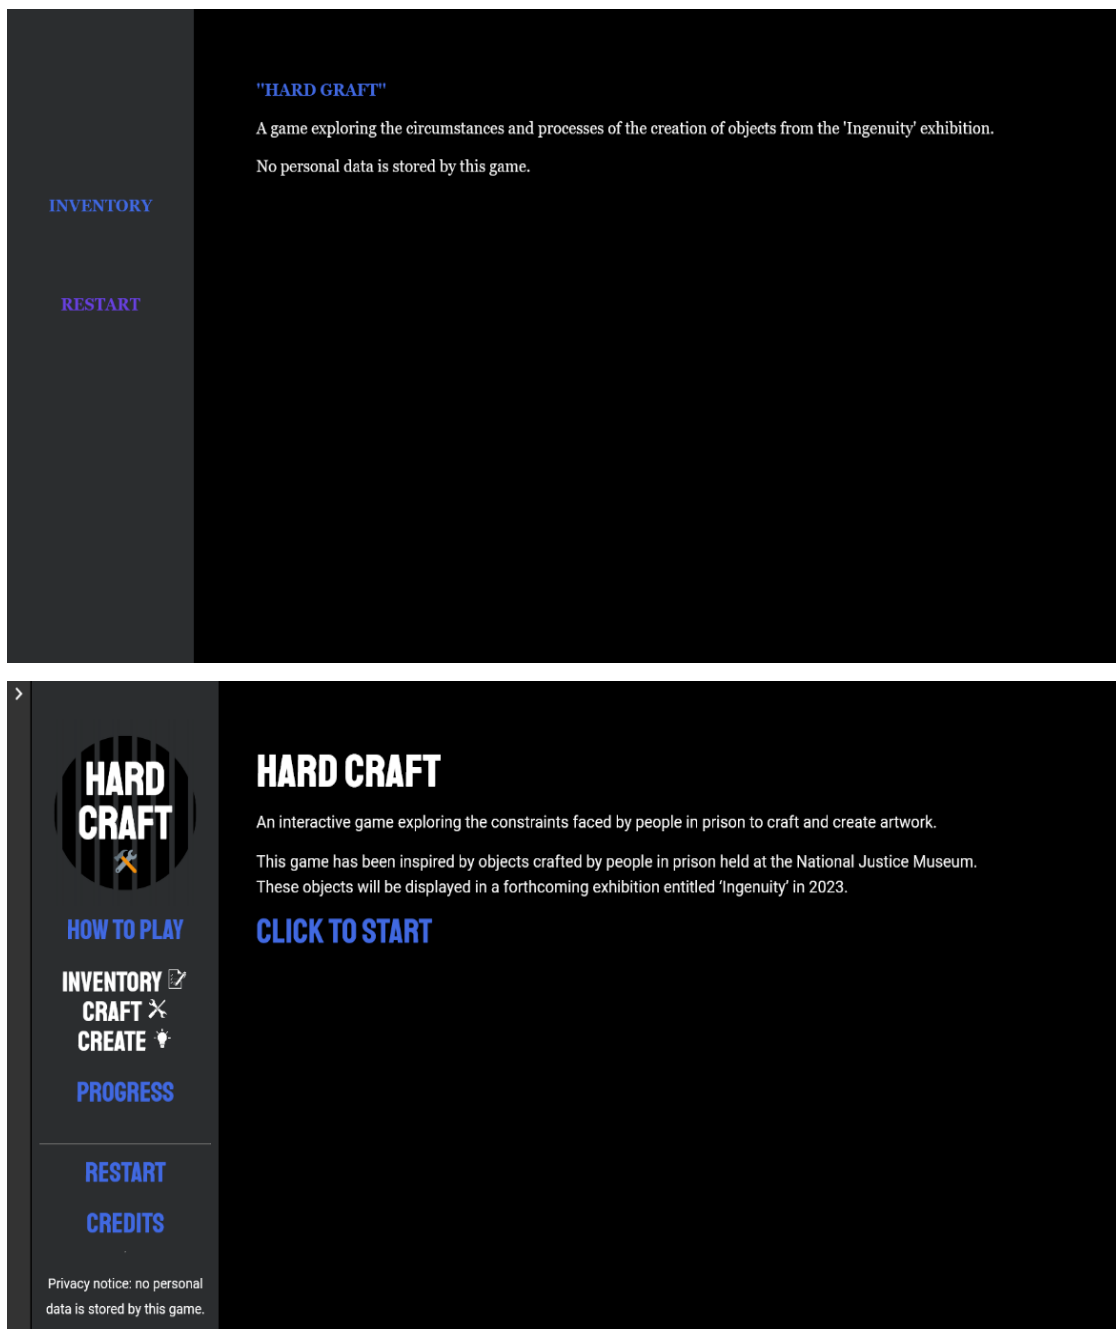 "HARD GRAFT"
A game exploring the circumstances and processes of the creation of objects from the 'Ingenuity' exhibition.
No personal data is stored by this game.
INVENTORY
RESTART
HARD
CRAFT
HOW TO PLAY
INVENTORY
CRAFT
CREATE
PROGRESS
RESTART
CREDITS
Privacy notice: no personal
data is stored by this game.
HARD CRAFT
An interactive game exploring the constraints faced by people in prison to craft and create artwork.
This game has been inspired by objects crafted by people in prison held at the National Justice Museum.
These objects will be displayed in a forthcoming exhibition entitled ‘Ingenuity’ in 2023.
CLICK TO START